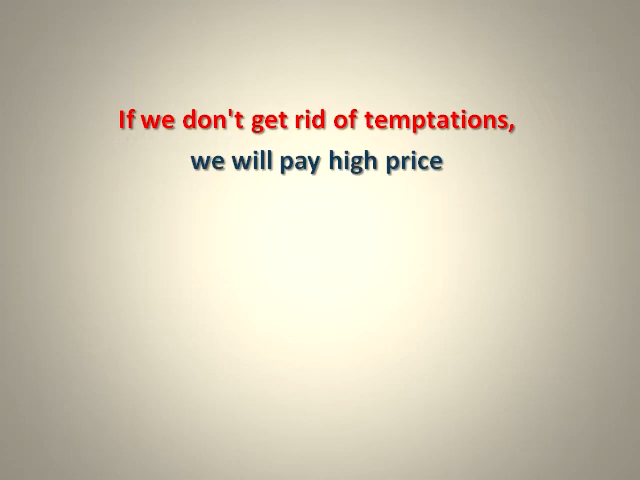 If we don't get rid of temptations,
we will pay high price